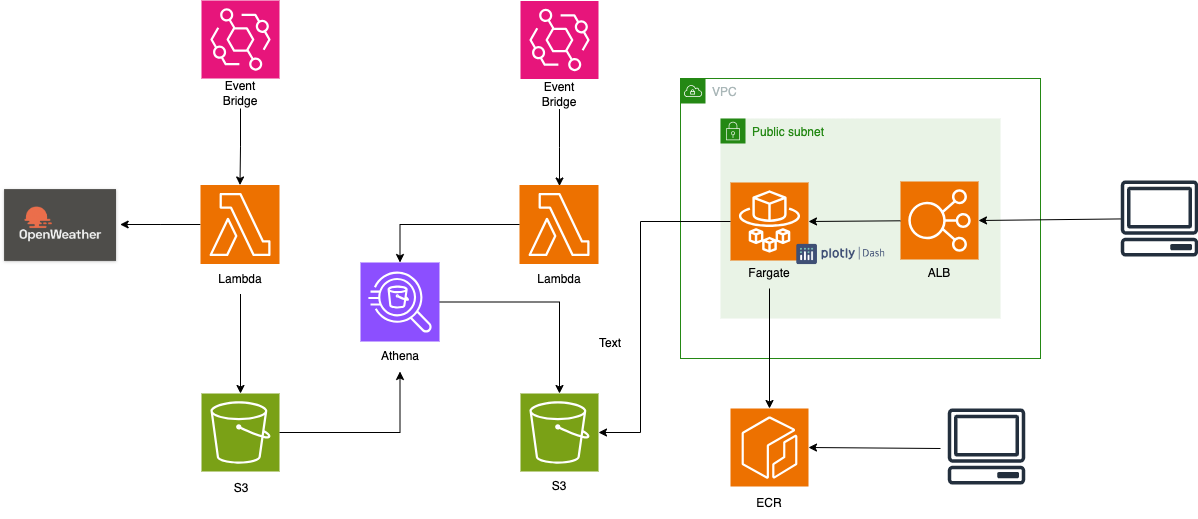 Event
Bridge
Event
Bridge
VPC
Public subnet
OpenWeather
Lambda
Lambda
plotly | Dash
Fargate
ALB
Text
Athena
S3
S3
ECR